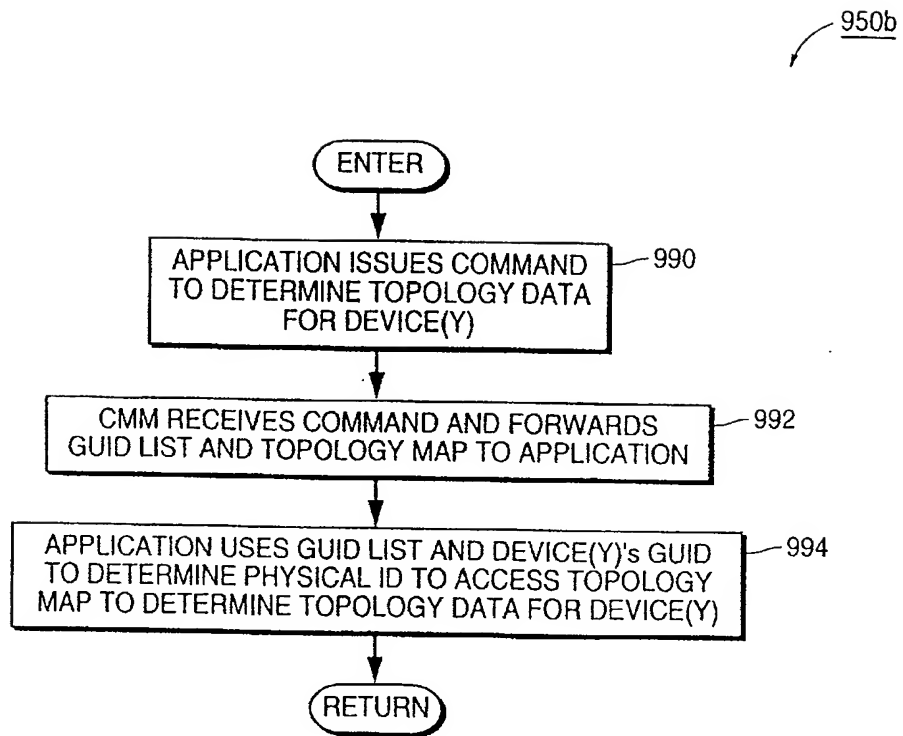 950b
ENTER
APPLICATION ISSUES COMMAND
TO DETERMINE TOPOLOGY DATA
FOR DEVICE(Y)
990
CMM RECEIVES COMMAND AND FORWARDS
GUID LIST AND TOPOLOGY MAP TO APPLICATION
992
APPLICATION USES GUID LIST AND DEVICE(Y)'s GUID
TO DETERMINE PHYSICAL ID TO ACCESS TOPOLOGY
MAP TO DETERMINE TOPOLOGY DATA FOR DEVICE(Y)
994
RETURN